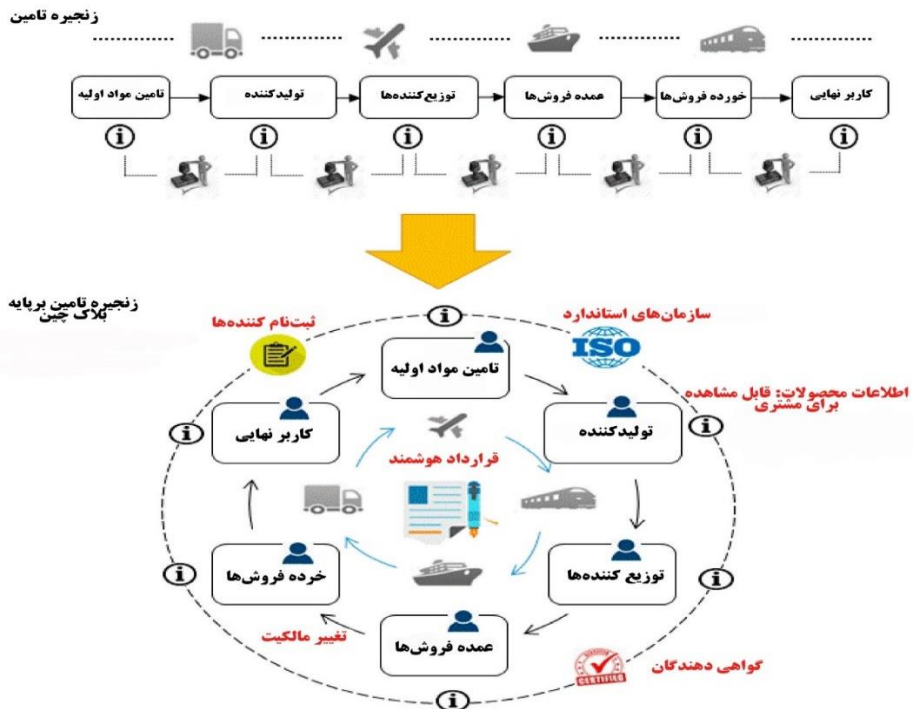 زنجیره تامین
تامین مواد اولیه
تولیدکننده
توزیع‌کننده‌ها
عمده فروش‌ها
خورده فروش‌ها
کاربر نهایی
i
i
i
i
i
i
زنجیره تامین برپایه
بلاک چین
i
ثبت‌نام کننده‌ها
سازمان‌های استاندارد
ISO
تامین مواد اولیه
اطلاعات محصولات: قابل مشاهده
برای مشتری
کاربر نهایی
تولیدکننده
i
i
قرارداد هوشمند
خرده فروش‌ها
توزیع کننده‌ها
i
i
تغییر مالکیت
عمده فروش‌ها
گواهی دهندگان
CERTIFIED
i